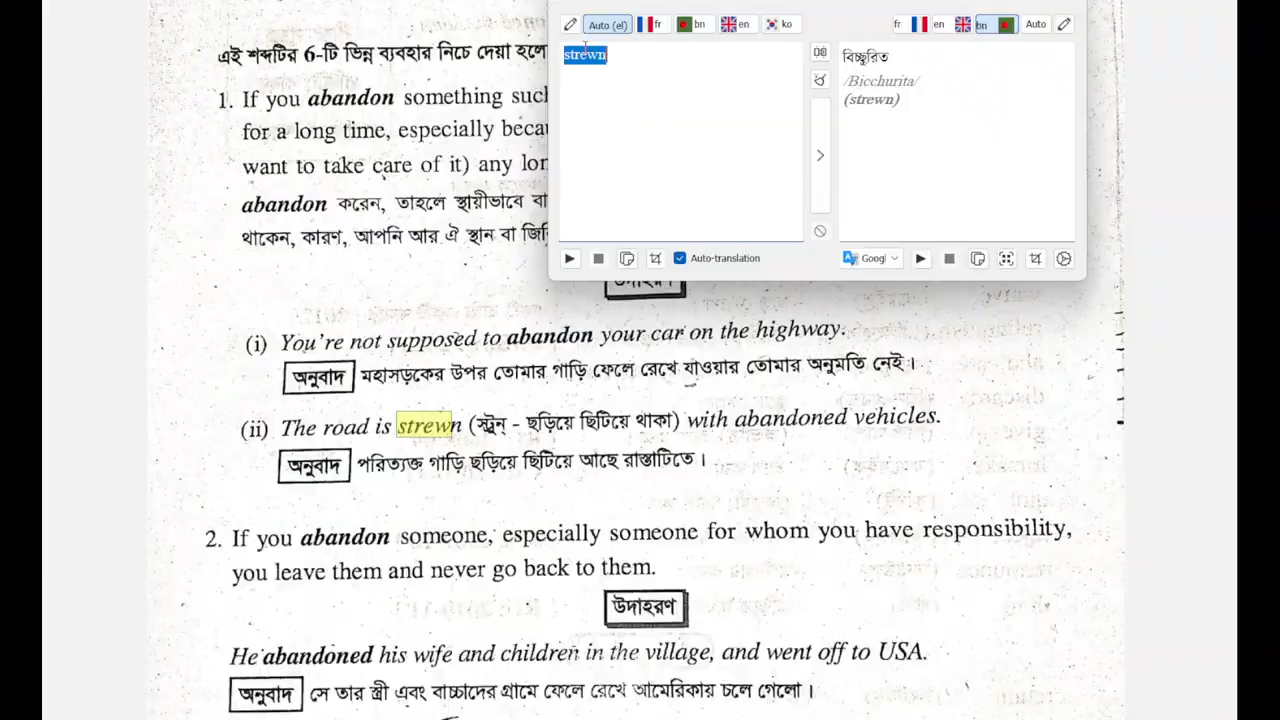 Auto (el) fr bn en ko
fr en bn Auto
strewn
বিচ্ছুরিত
/Bicchurita/
(strewn)
Auto-translation
Googl
এই শব্দটির 6-টি ভিন্ন ব্যবহার নিচে দেয়া হলে
1. If you abandon something such
for a long time, especially becau
want to take care of it) any lon
abandon করেন, তাহলে স্থায়ীভাবে বা
থাকেন, কারণ, আপনি আর ঐ স্থান বা জিনি
উদাহরণ
(i) You're not supposed to abandon your car on the highway.
অনুবাদ মহাসড়কের উপর তোমার গাড়ি ফেলে রেখে যাওয়ার তোমার অনুমতি নেই।
(ii) The road is strewn (স্ট্রুন্ - ছড়িয়ে ছিটিয়ে থাকা) with abandoned vehicles.
অনুবাদ পরিত্যক্ত গাড়ি ছড়িয়ে ছিটিয়ে আছে রাস্তাটিতে।
2. If you abandon someone, especially someone for whom you have responsibility,
you leave them and never go back to them.
উদাহরণ
He abandoned his wife and children in the village, and went off to USA.
অনুবাদ সে তার স্ত্রী এবং বাচ্চাদের গ্রামে ফেলে রেখে আমেরিকায় চলে গেলো।